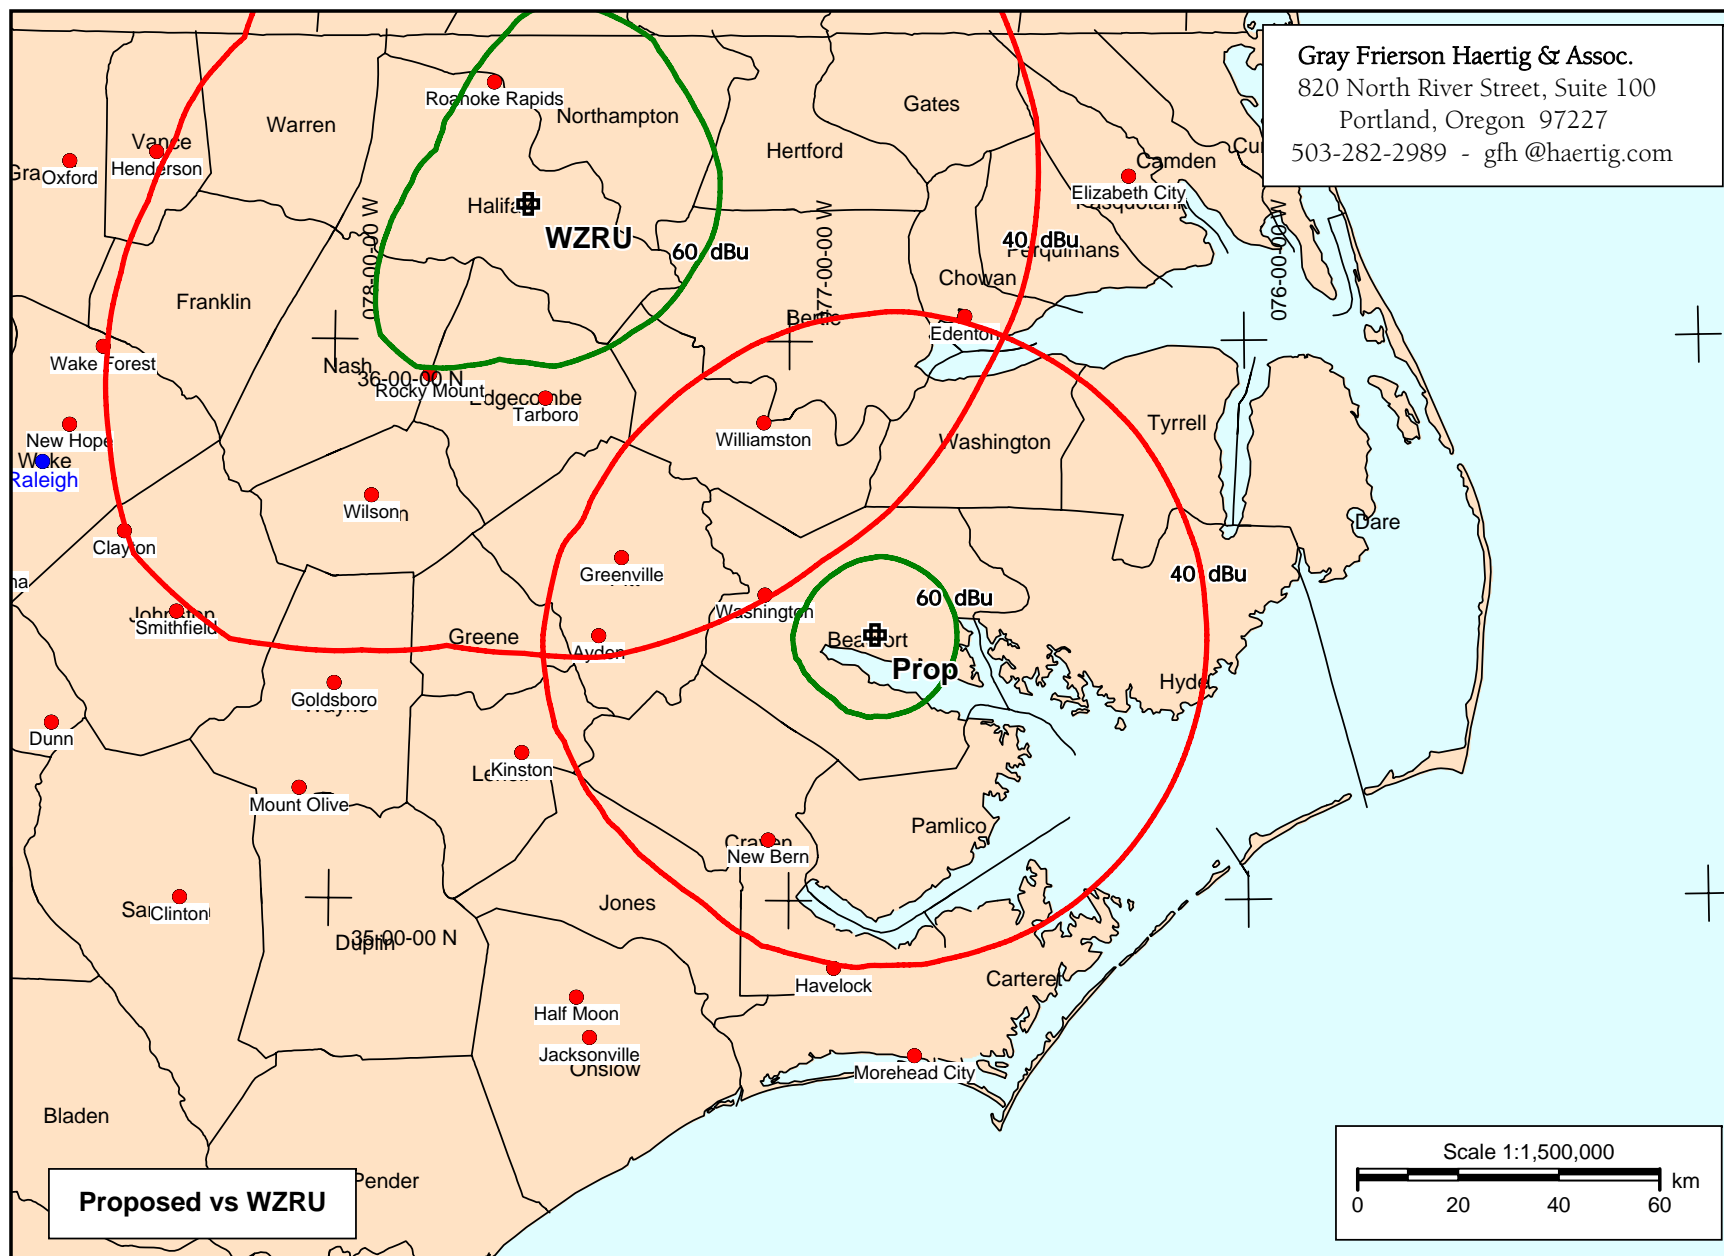 Gray Frierson Haertig & Assoc.
820 North River Street, Suite 100
Portland, Oregon 97227
503-282-2989 - gfh @haertig.com
Roanoke Rapids
Northampton
Gates
Warren
Vance
Henderson
Oxford
Hertford
Camden
Elizabeth City
Halifax
WZRU
60 dBu
40 dBu
Perquimans
Chowan
078-00-00 W
077-00-00 W
076-00-00 W
Franklin
Bertie
Edenton
Wake Forest
Nash
36-00-00 N
Rocky Mount
Edgecombe
Tarboro
Williamston
Washington
Tyrrell
New Hope
Wake
Raleigh
Wilson
Dare
Clayton
Greenville
40 dBu
60 dBu
Johnston
Smithfield
Washington
Greene
Ayden
Beaufort
Prop
Hyde
Goldsboro
Wayne
Dunn
Kinston
Mount Olive
Pamlico
Craven
New Bern
Jones
Clinton
35-00-00 N
Duplin
Carteret
Havelock
Half Moon
Jacksonville
Onslow
Morehead City
Bladen
Pender
Proposed vs WZRU
Scale 1:1,500,000
km
0 20 40 60